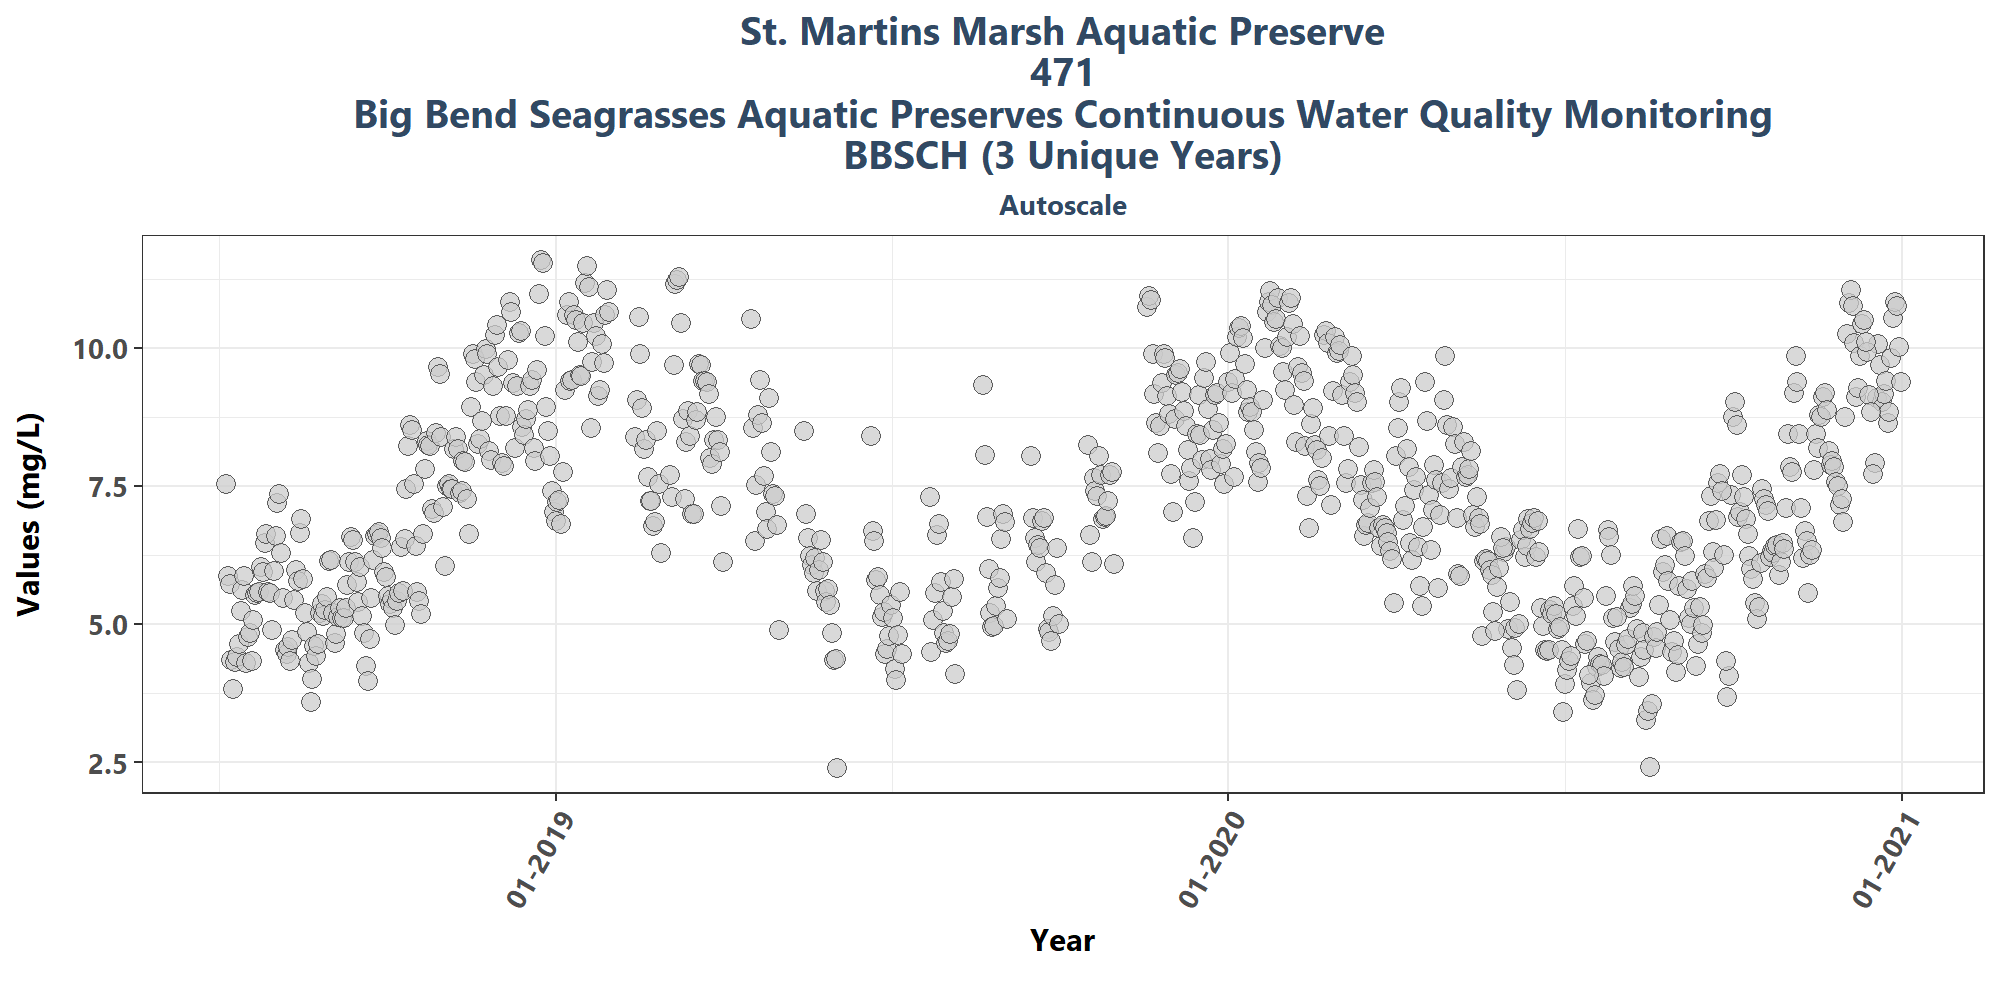 St. Martins Marsh Aquatic Preserve
471
Big Bend Seagrasses Aquatic Preserves Continuous Water Quality Monitoring
BBSCH (3 Unique Years)
Autoscale
Values (mg/L)
10.0
7.5
5.0
2.5
01-2019
01-2020
01-2021
Year